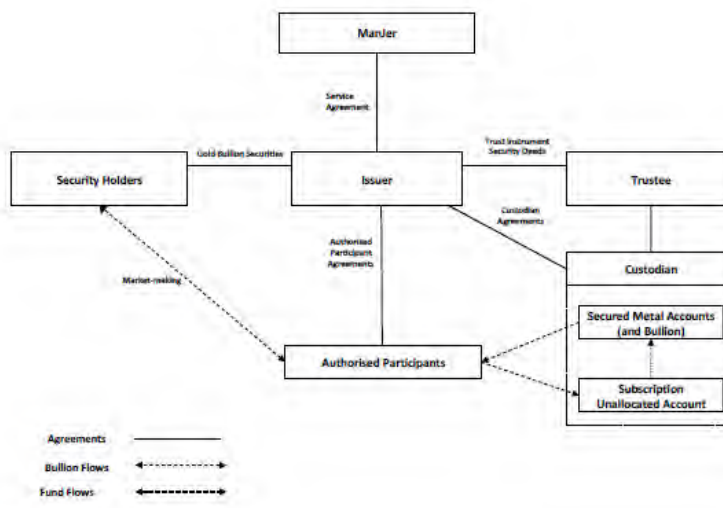 ManJer
Service
Agreement
Gold Bullion Securities
Trust Instrument
Security Deeds
Security Holders
Issuer
Trustee
Custodian
Agreements
Authorised
Participant
Agreements
Custodian
Market-making
Secured Metal Accounts
(and Bullion)
Authorised Participants
Subscription
Unallocated Account
Agreements
Bullion Flows
Fund Flows